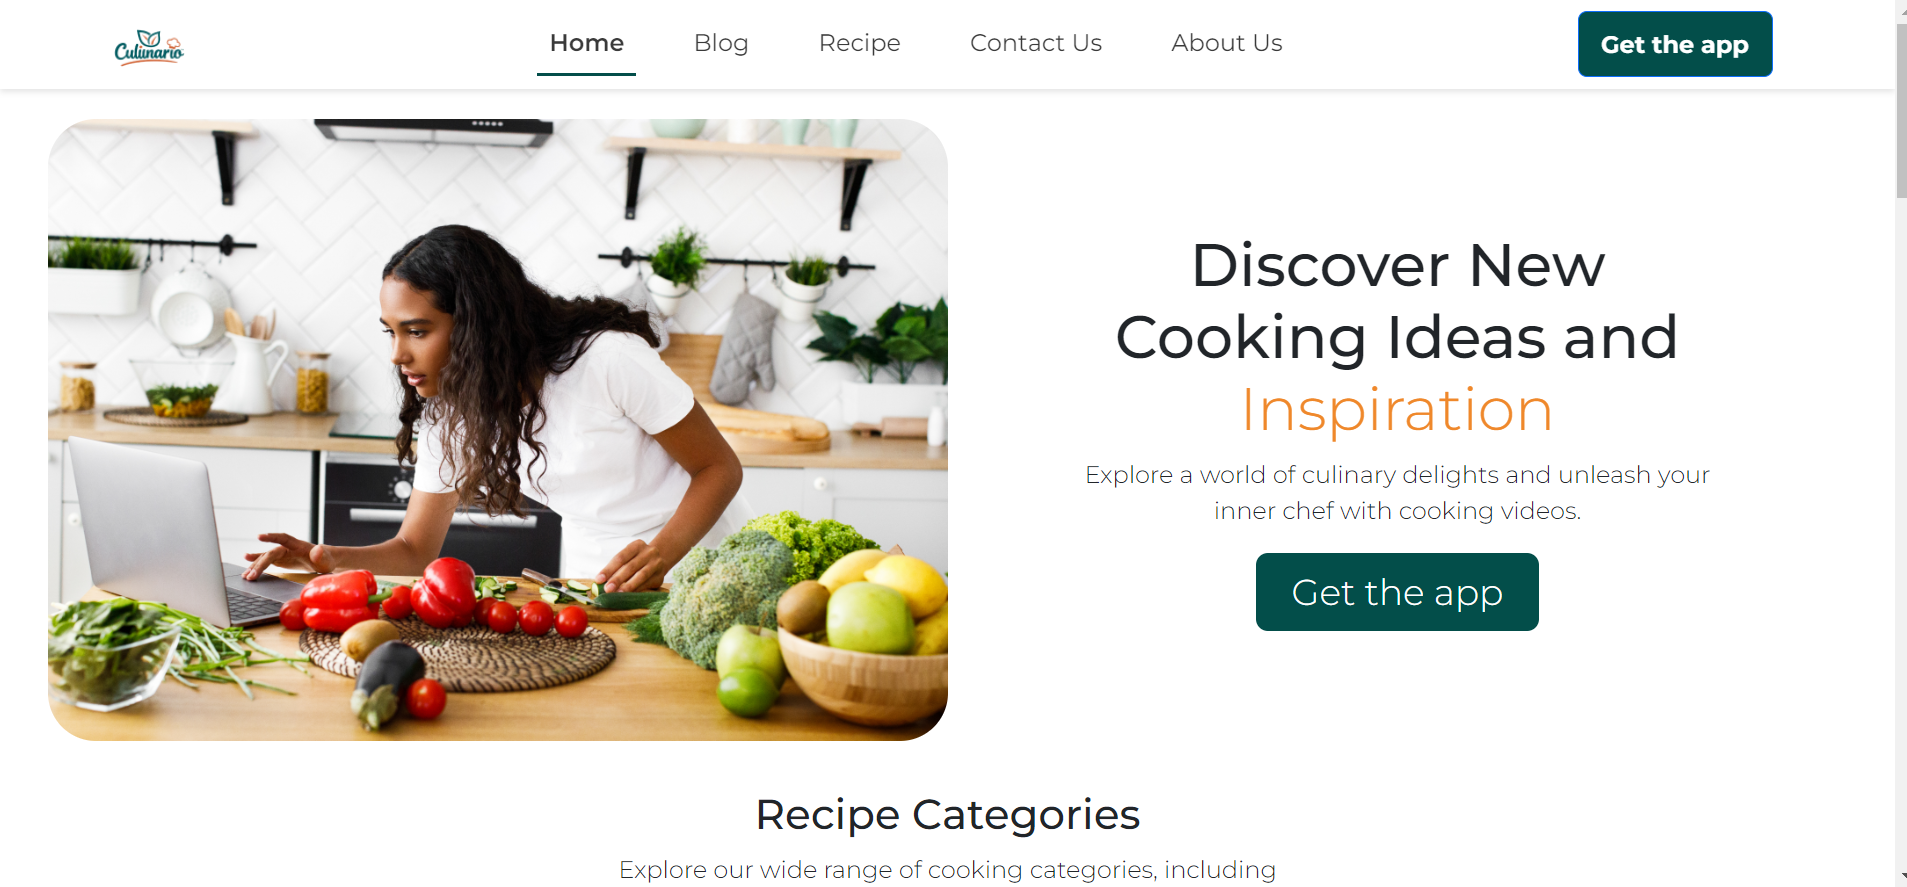 Culinario
Home
Blog
Recipe
Contact Us
About Us
Get the app
Discover New
Cooking Ideas and
Inspiration
Explore a world of culinary delights and unleash your
inner chef with cooking videos.
Get the app
Recipe Categories
Explore our wide range of cooking categories, including